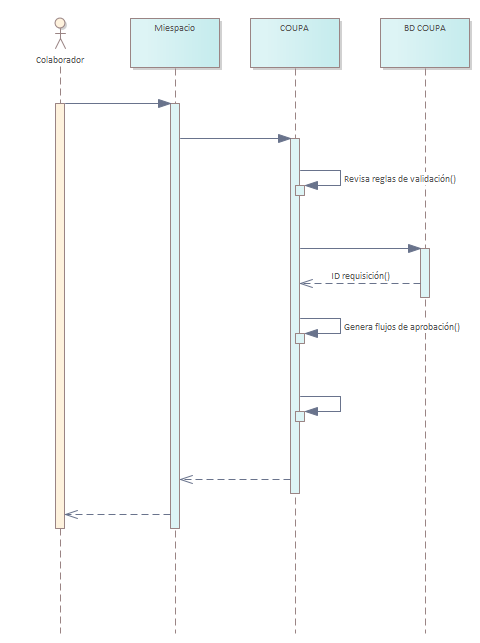 Miespacio
COUPA
BD COUPA
Colaborador
Revisa reglas de validación()
ID requisición()
Genera flujos de aprobación()